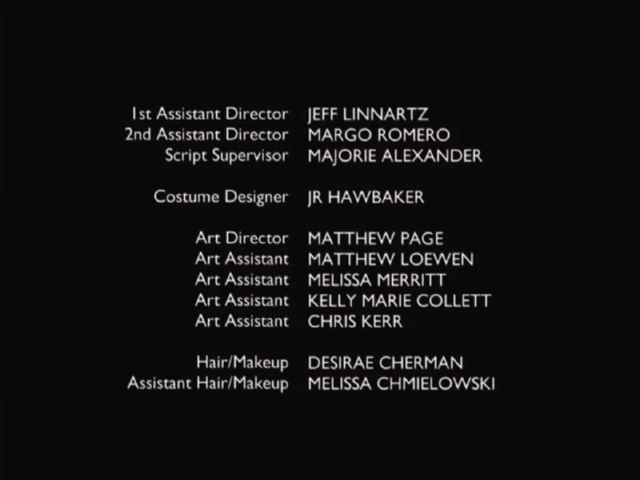 1st Assistant Director JEFF LINNARTZ
2nd Assistant Director MARGO ROMERO
Script Supervisor MAJORIE ALEXANDER
Costume Designer JR HAWBAKER
Art Director MATTHEW PAGE
Art Assistant MATTHEW LOEWEN
Art Assistant MELISSA MERRITT
Art Assistant KELLY MARIE COLLETT
Art Assistant CHRIS KERR
Hair/Makeup DESIRAE CHERMAN
Assistant Hair/Makeup MELISSA CHMIELOWSKI